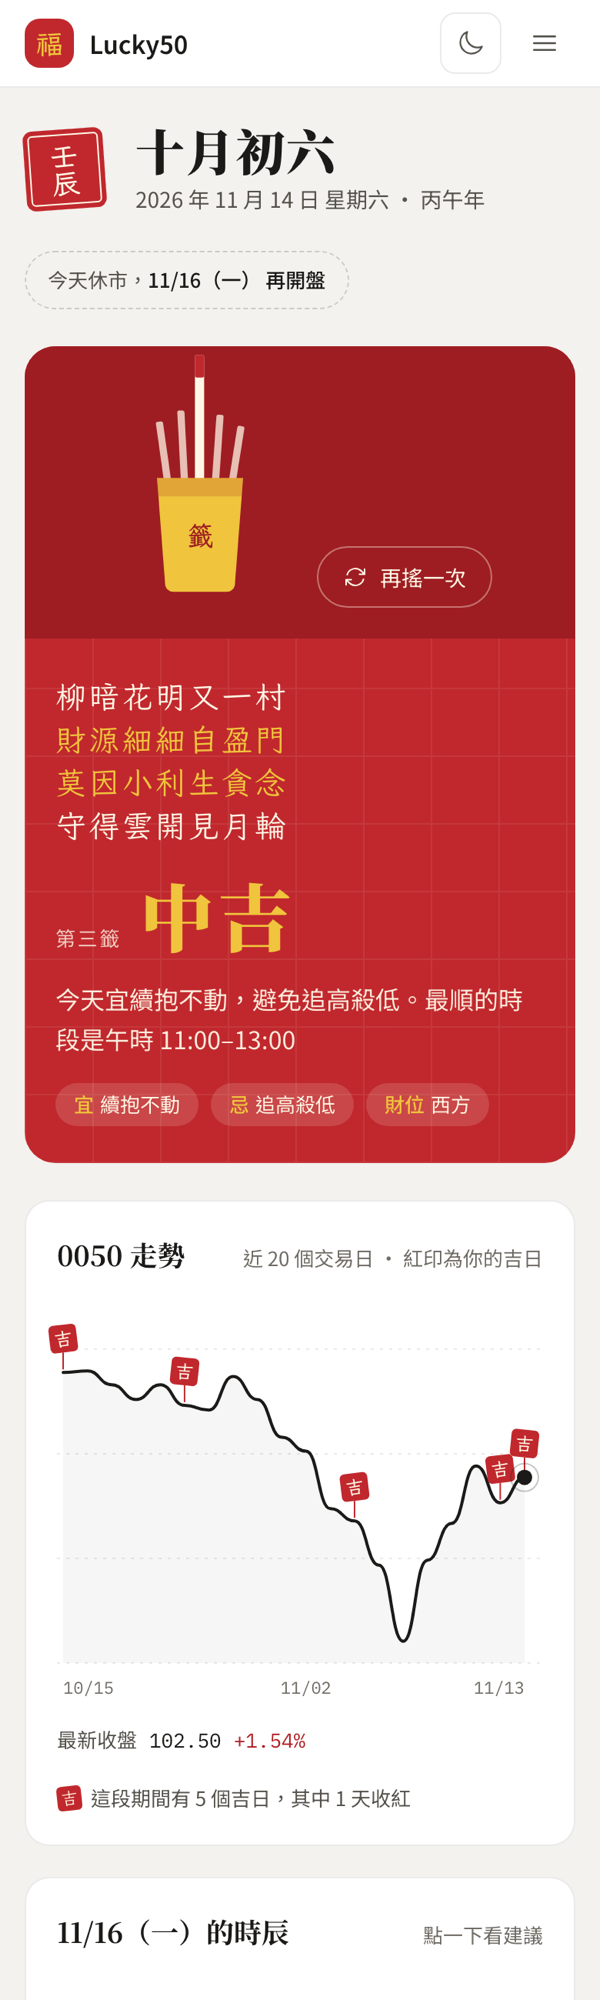 福 Lucky50
壬辰
十月初六
2026 年 11 月 14 日 星期六 · 丙午年
今天休市，11/16（一） 再開盤
籤
再搖一次
柳暗花明又一村
財源細細自盈門
莫因小利生貪念
守得雲開見月輪
第三籤 中吉
今天宜續抱不動，避免追高殺低。最順的時
段是午時 11:00–13:00
宜 續抱不動 忌 追高殺低 財位 西方
0050 走勢 近 20 個交易日 · 紅印為你的吉日
吉
吉
吉
吉
吉
10/15 11/02 11/13
最新收盤 102.50 +1.54%
吉 這段期間有 5 個吉日，其中 1 天收紅
11/16（一）的時辰 點一下看建議